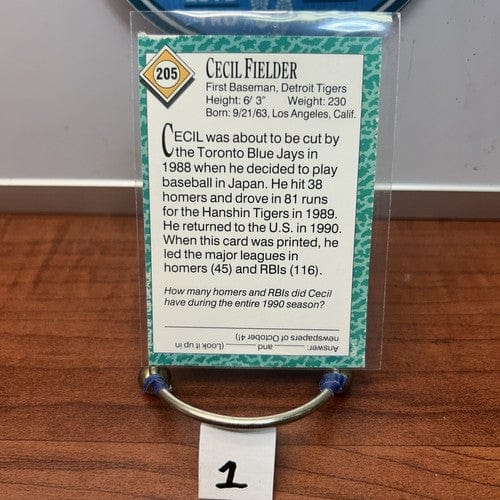 205
CECIL FIELDER
First Baseman, Detroit Tigers
Height: 6' 3" Weight: 230
Born: 9/21/63, Los Angeles, Calif.
CECIL was about to be cut by
the Toronto Blue Jays in
1988 when he decided to play
baseball in Japan. He hit 38
homers and drove in 81 runs
for the Hanshin Tigers in 1989.
He returned to the U.S. in 1990.
When this card was printed, he
led the major leagues in
homers (45) and RBIs (116).
How many homers and RBIs did Cecil
have during the entire 1990 season?
Answer: ______ and ______ (Look it up in
newspapers of October 4!)
1